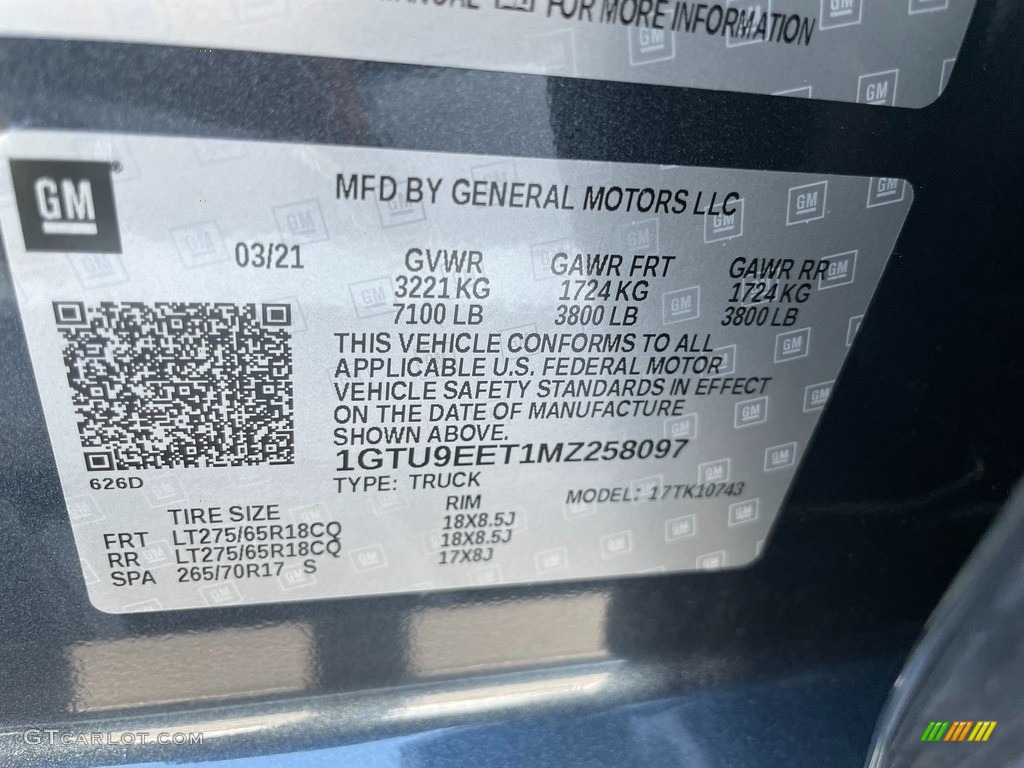 MANUAL FOR MORE INFORMATION
GM
MFD BY GENERAL MOTORS LLC
03/21
GVWR GAWR FRT GAWR RR
3221 KG 1724 KG 1724 KG
7100 LB 3800 LB 3800 LB
THIS VEHICLE CONFORMS TO ALL
APPLICABLE U.S. FEDERAL MOTOR
VEHICLE SAFETY STANDARDS IN EFFECT
ON THE DATE OF MANUFACTURE
SHOWN ABOVE.
1GTU9EET1MZ258097
626D
TYPE: TRUCK
MODEL: 17TK10743
TIRE SIZE RIM
FRT LT275/65R18CQ 18X8.5J
RR LT275/65R18CQ 18X8.5J
SPA 265/70R17 S 17X8J
GTCARLOT.COM